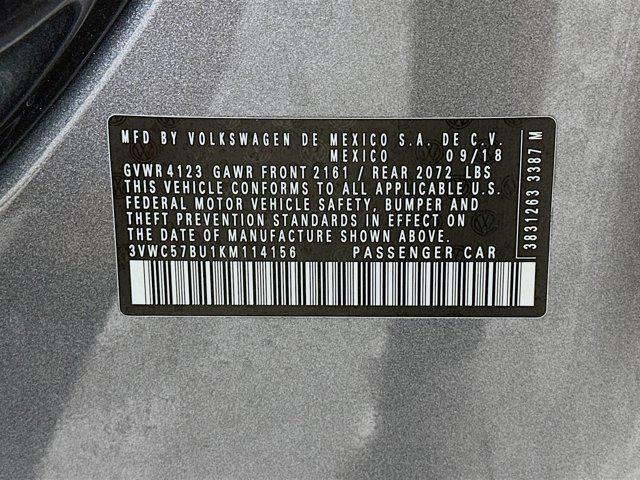 MFD BY VOLKSWAGEN DE MEXICO S.A. DE C.V.
MEXICO 09/18
GVWR 4123 GAWR FRONT 2161 / REAR 2072 LBS
THIS VEHICLE CONFORMS TO ALL APPLICABLE U.S.
FEDERAL MOTOR VEHICLE SAFETY, BUMPER AND
THEFT PREVENTION STANDARDS IN EFFECT ON
THE DATE OF MANUFACTURE SHOWN ABOVE.
3VWC57BU1KM114156 PASSENGER CAR
3831263 3387 M